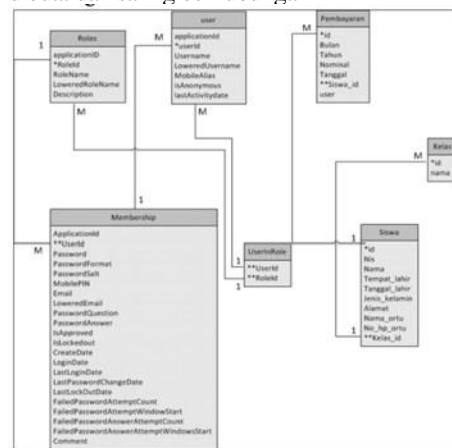 Roles
applicationID
*RoleId
RoleName
LoweredRoleName
Description
user
applicationId
*userId
Username
LoweredUsername
MobileAlias
isAnonymous
lastActivitydate
Pembayaran
*id
Bulan
Tahun
Nominal
Tanggal
**Siswa_id
user
Kelas
*id
nama
Membership
ApplicationId
**UserId
Password
PasswordFormat
PasswordSalt
MobilePIN
Email
LoweredEmail
PasswordQuestion
PasswordAnswer
IsApproved
IsLockedout
CreateDate
LoginDate
LastLoginDate
LastPasswordChangeDate
LastLockOutDate
FailedPasswordAttemptCount
FailedPasswordAttemptWindowStart
FailedPasswordAnswerAttemptCount
FailedPasswordAnswerAttemptWindowsStart
Comment
UserInRole
**UserId
**RoleId
Siswa
*id
Nis
Nama
Tempat_lahir
Tanggal_lahir
Jenis_kelamin
Alamat
Nama_ortu
No_hp_ortu
**Kelas_id
1
M
M
M
M
M
1
M
1
1
1
1